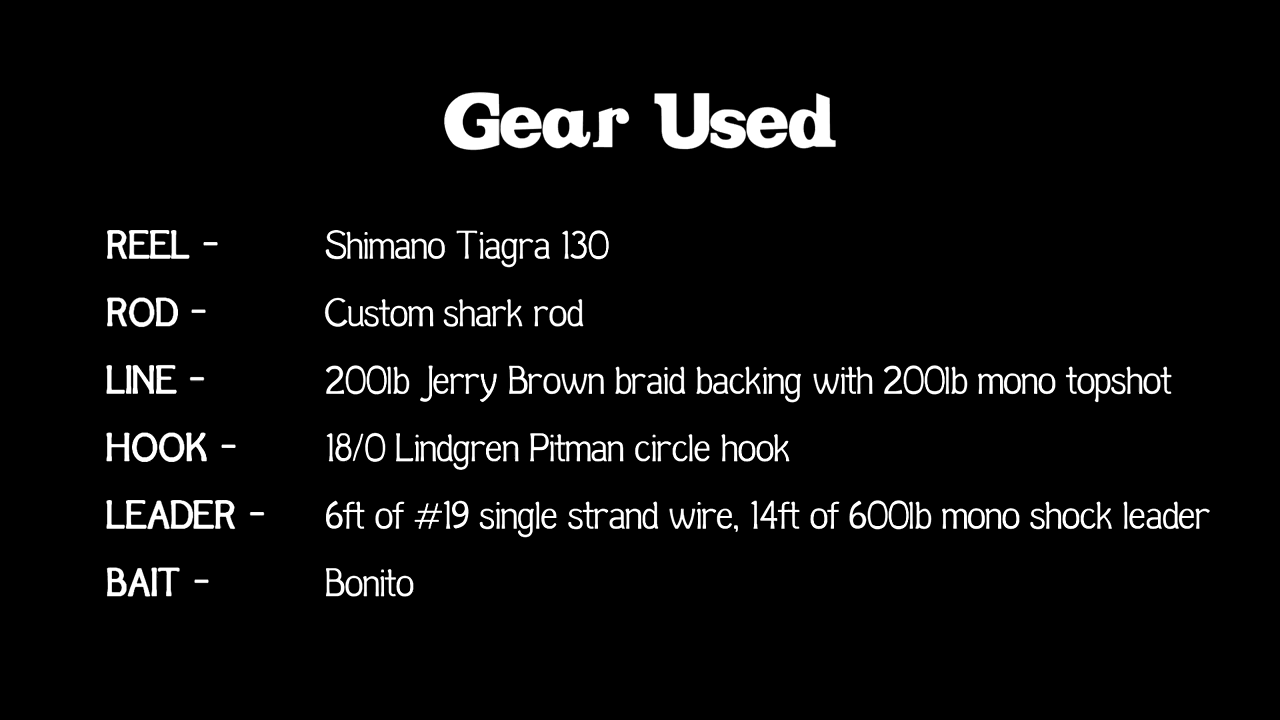 Gear Used
REEL - Shimano Tiagra 130
ROD - Custom shark rod
LINE - 200lb Jerry Brown braid backing with 200lb mono topshot
HOOK - 18/0 Lindgren Pitman circle hook
LEADER - 6ft of #19 single strand wire, 14ft of 600lb mono shock leader
BAIT - Bonito